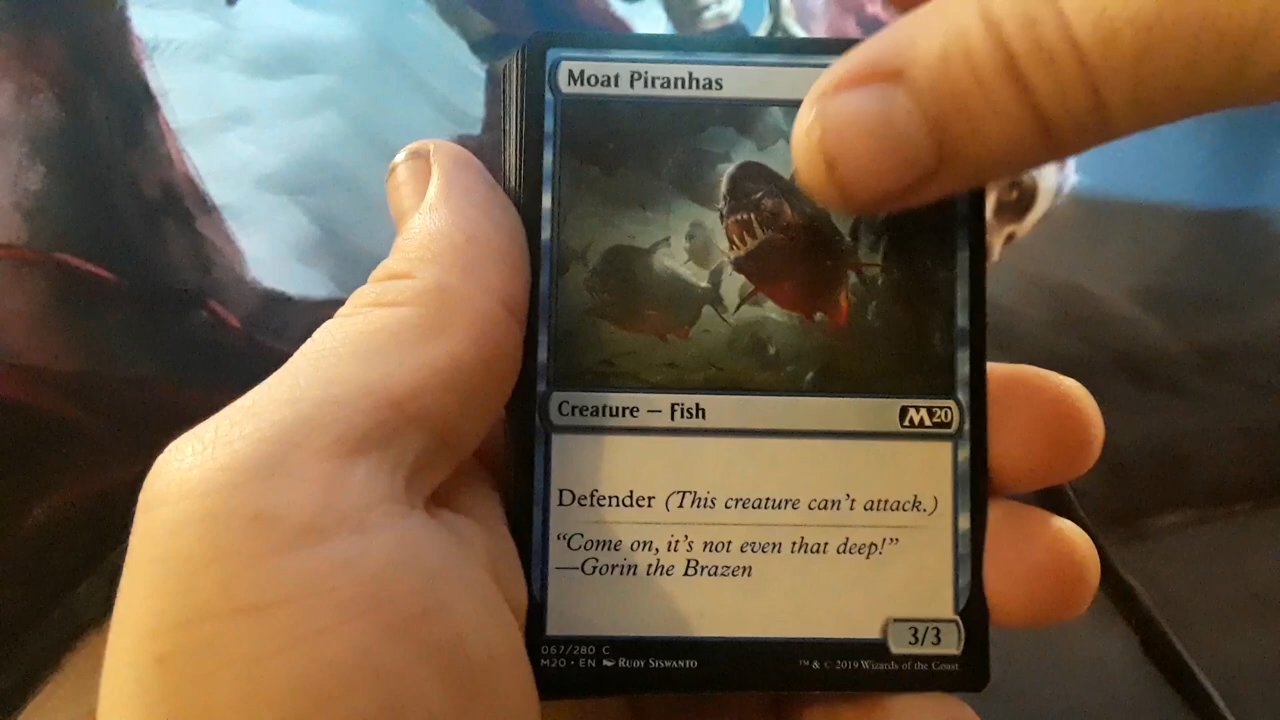 Moat Piranhas
Creature — Fish
M20
Defender (This creature can't attack.)
“Come on, it's not even that deep!”
—Gorin the Brazen
3/3
067/280 C
M20 • EN Rudy Siswanto
™ & © 2019 Wizards of the Coast